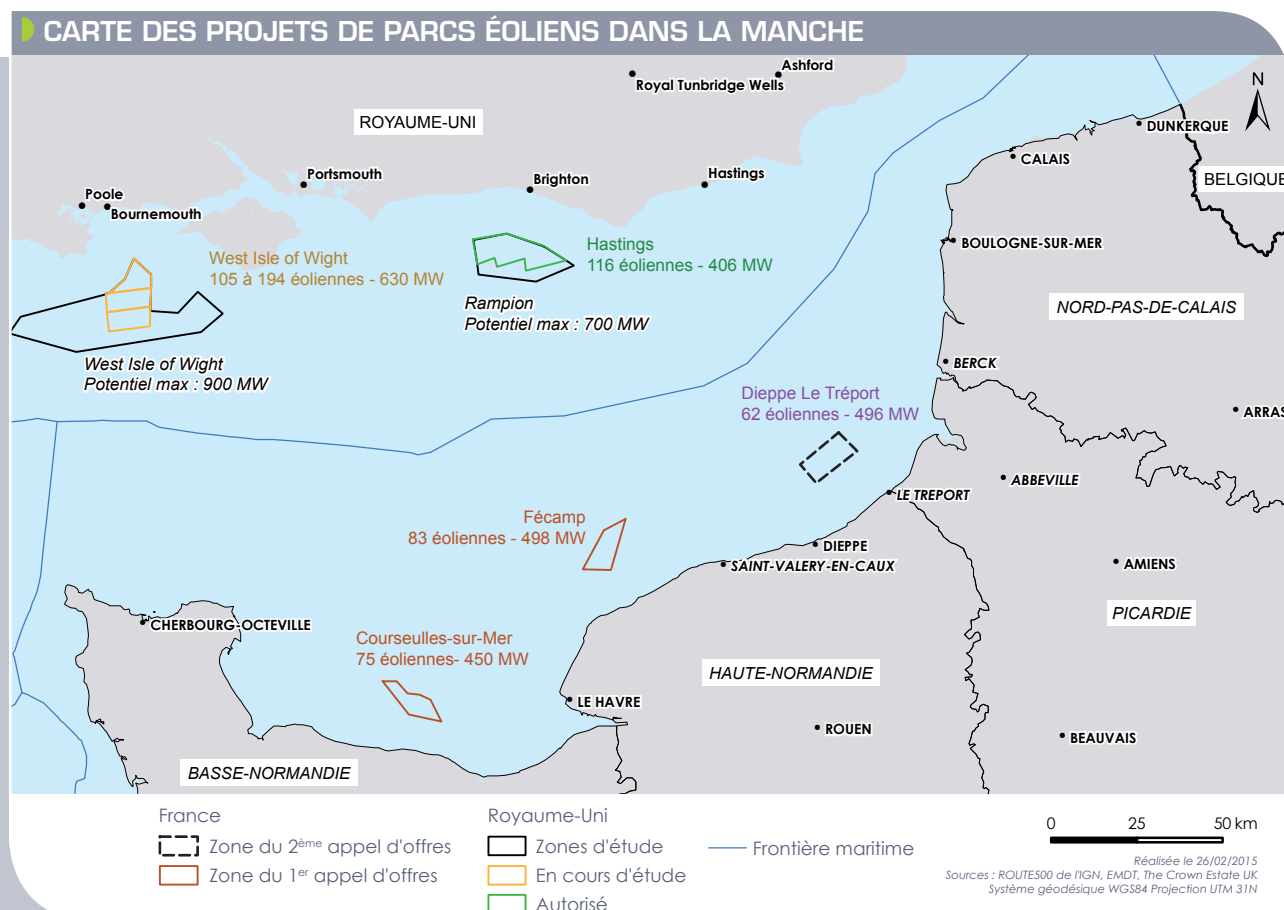 CARTE DES PROJETS DE PARCS ÉOLIENS DANS LA MANCHE
Ashford
Royal Tunbridge Wells
N
ROYAUME-UNI
DUNKERQUE
CALAIS
BELGIQUE
Portsmouth
Brighton
Hastings
Poole
Bournemouth
BOULOGNE-SUR-MER
West Isle of Wight
105 à 194 éoliennes - 630 MW
Hastings
116 éoliennes - 406 MW
Rampion
Potentiel max : 700 MW
NORD-PAS-DE-CALAIS
West Isle of Wight
Potentiel max : 900 MW
BERCK
Dieppe Le Tréport
62 éoliennes - 496 MW
ARRAS
ABBEVILLE
LE TREPORT
Fécamp
83 éoliennes - 498 MW
DIEPPE
SAINT-VALERY-EN-CAUX
AMIENS
PICARDIE
CHERBOURG-OCTEVILLE
Courseulles-sur-Mer
75 éoliennes- 450 MW
HAUTE-NORMANDIE
LE HAVRE
ROUEN
BEAUVAIS
BASSE-NORMANDIE
France
Zone du 2ème appel d'offres
Zone du 1er appel d'offres
Royaume-Uni
Zones d'étude
En cours d'étude
Autorisé
Frontière maritime
0 25 50 km
Réalisée le 26/02/2015
Sources : ROUTE500 de l'IGN, EMDT, The Crown Estate UK
Système géodésique WGS84 Projection UTM 31N